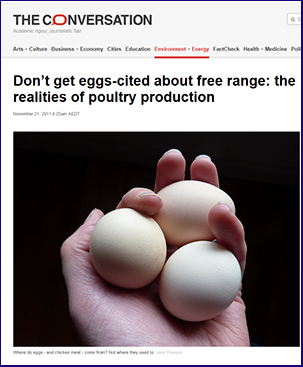 THE CONVERSATION
Academic rigour, journalistic flair
Arts + Culture Business + Economy Cities Education Environment + Energy FactCheck Health + Medicine Politi
Don't get eggs-cited about free range: the
realities of poultry production
November 21, 2011 6.20am AEDT
Where do eggs - and chicken meat - come from? Not where they used to.